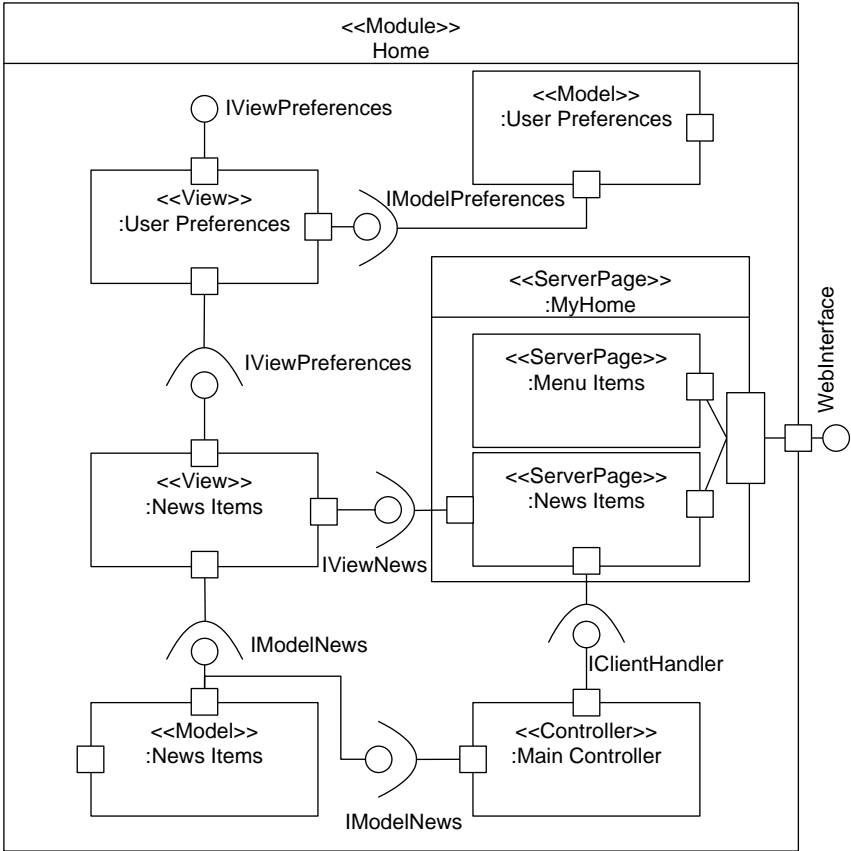 <<Module>>
Home
IViewPreferences
<<Model>>
:User Preferences
<<View>>
:User Preferences
IModelPreferences
<<ServerPage>>
:MyHome
IViewPreferences
<<ServerPage>>
:Menu Items
WebInterface
<<View>>
:News Items
<<ServerPage>>
:News Items
IViewNews
IModelNews
IClientHandler
<<Model>>
:News Items
<<Controller>>
:Main Controller
IModelNews